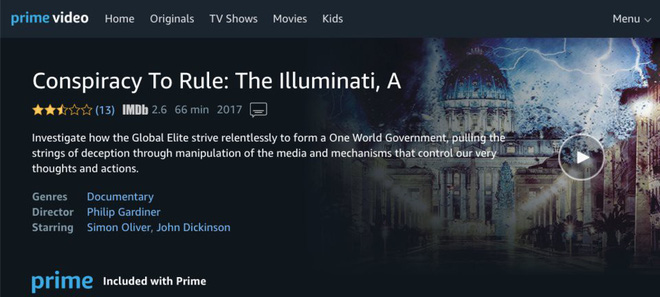 prime video Home Originals TV Shows Movies Kids Menu
Conspiracy To Rule: The Illuminati, A
(13) IMDb 2.6 66 min 2017
Investigate how the Global Elite strive relentlessly to form a One World Government, pulling the
strings of deception through manipulation of the media and mechanisms that control our very
thoughts and actions.
Genres Documentary
Director Philip Gardiner
Starring Simon Oliver, John Dickinson
prime Included with Prime